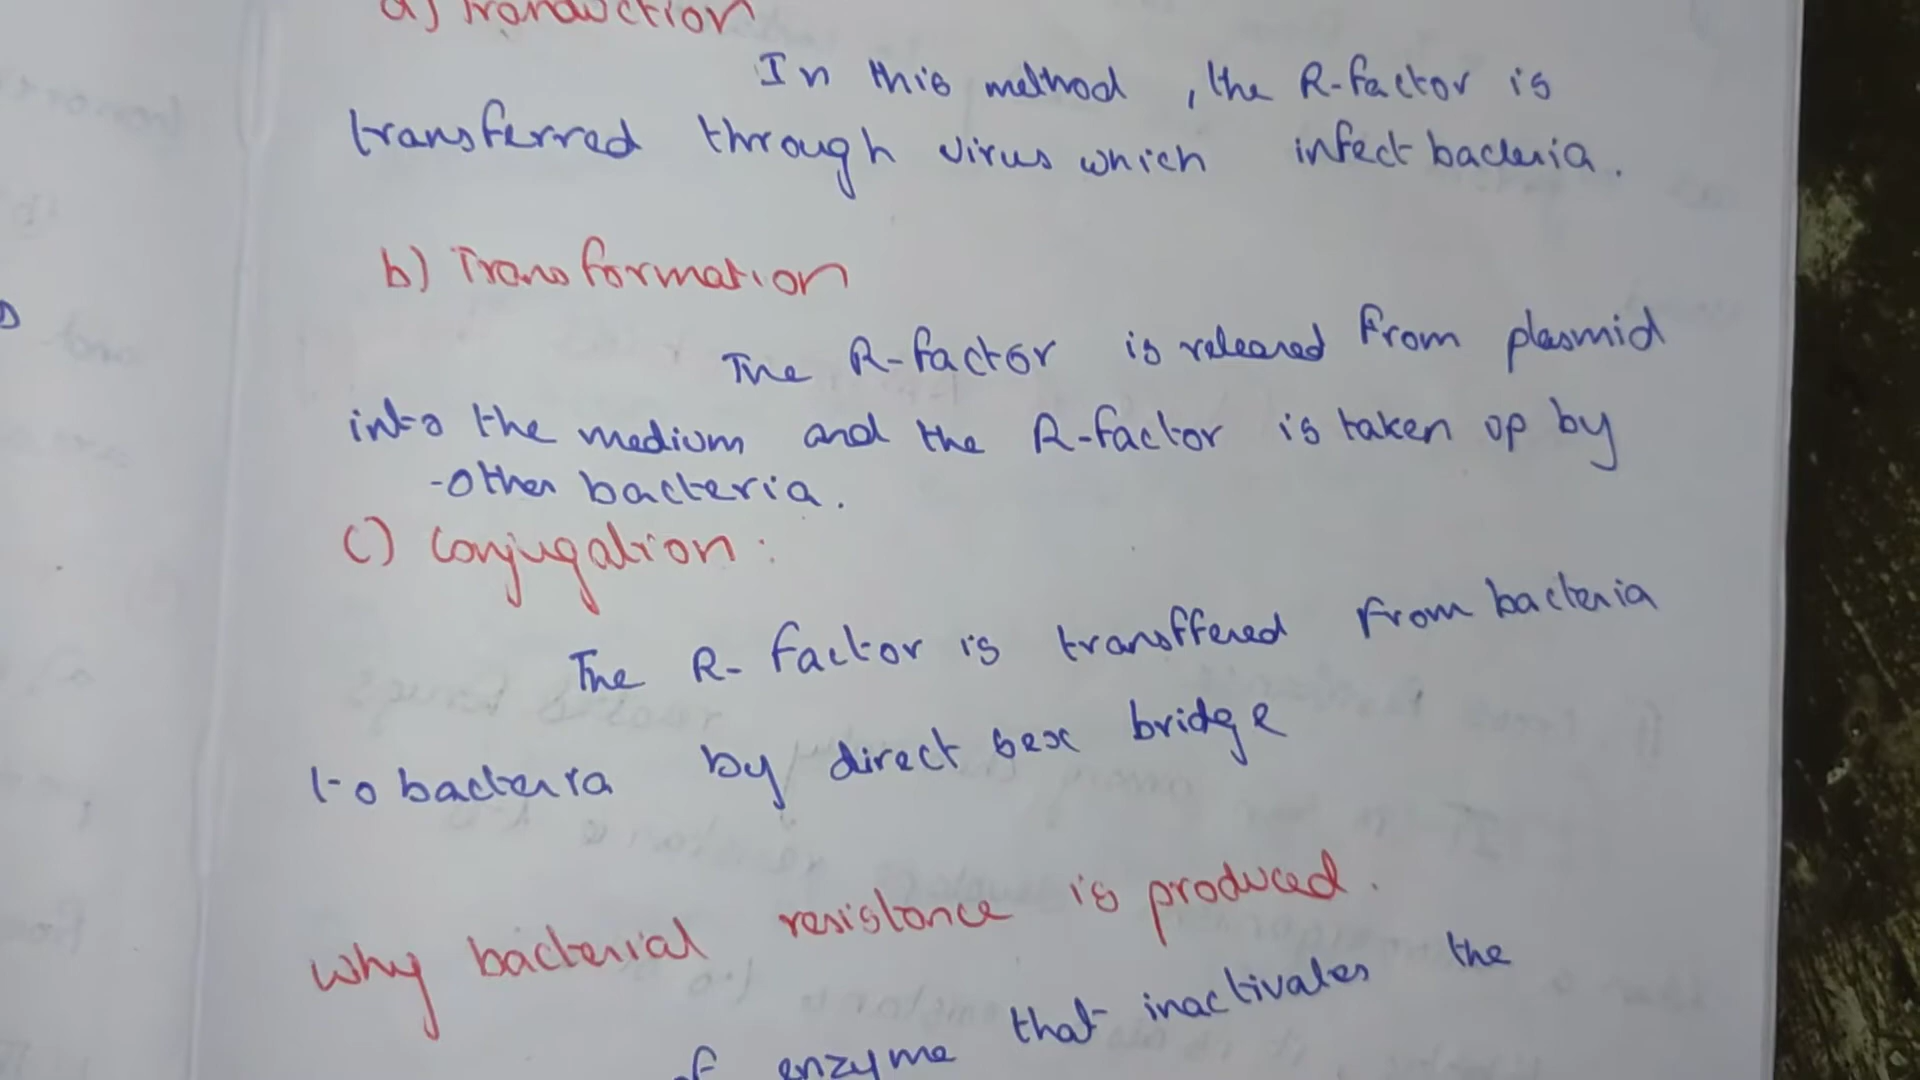 a) Transduction
In this method , the R-factor is
transferred through virus which infect bacteria.
b) Transformation
The R-factor is released from plasmid
into the medium and the R-factor is taken up by
-other bacteria.
c) conjugation :
The R- factor is transffered from bacteria
to bacteria by direct sex bridge
why bacterial resistance is produced.
of enzyme that inactivates the